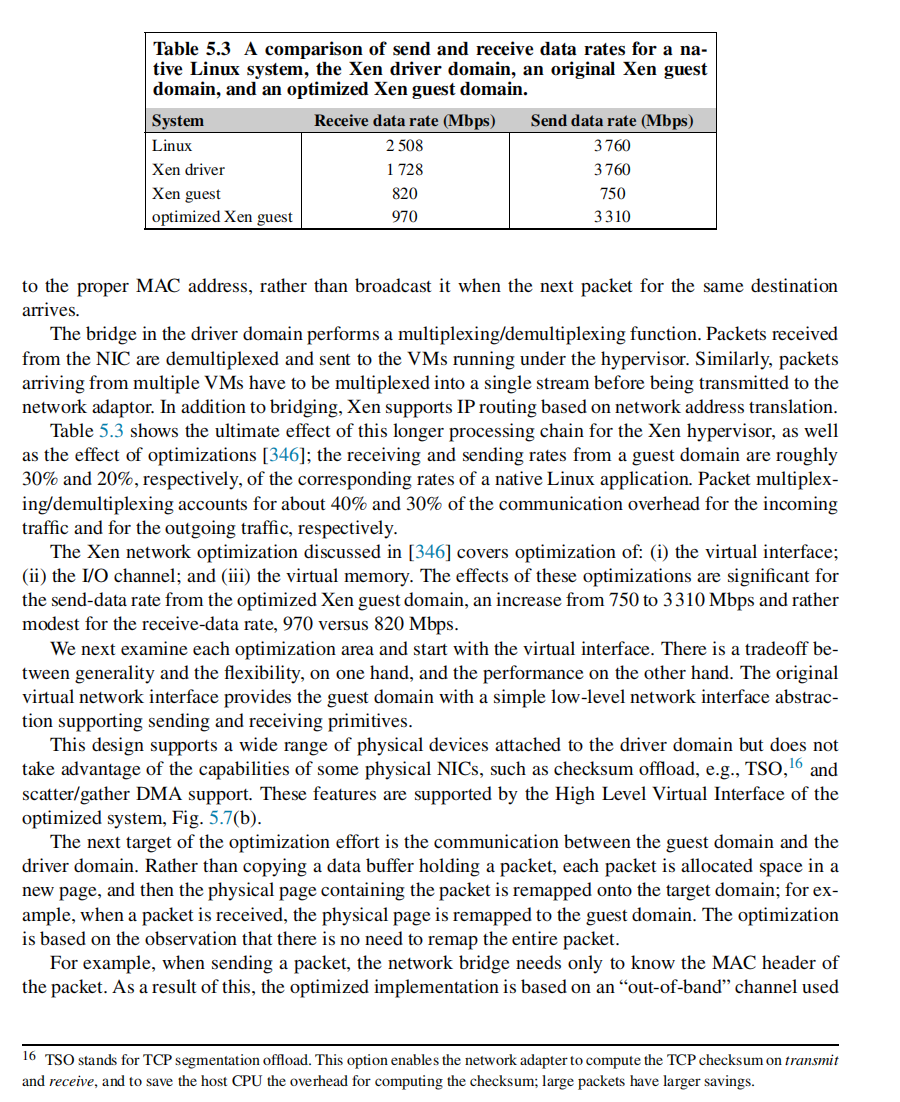 Table 5.3 A comparison of send and receive data rates for a na-
tive Linux system, the Xen driver domain, an original Xen guest
domain, and an optimized Xen guest domain.
System Receive data rate (Mbps) Send data rate (Mbps)
Linux 2 508 3 760
Xen driver 1 728 3 760
Xen guest 820 750
optimized Xen guest 970 3 310
to the proper MAC address, rather than broadcast it when the next packet for the same destination
arrives.
The bridge in the driver domain performs a multiplexing/demultiplexing function. Packets received
from the NIC are demultiplexed and sent to the VMs running under the hypervisor. Similarly, packets
arriving from multiple VMs have to be multiplexed into a single stream before being transmitted to the
network adaptor. In addition to bridging, Xen supports IP routing based on network address translation.
Table 5.3 shows the ultimate effect of this longer processing chain for the Xen hypervisor, as well
as the effect of optimizations [346]; the receiving and sending rates from a guest domain are roughly
30% and 20%, respectively, of the corresponding rates of a native Linux application. Packet multiplex-
ing/demultiplexing accounts for about 40% and 30% of the communication overhead for the incoming
traffic and for the outgoing traffic, respectively.
The Xen network optimization discussed in [346] covers optimization of: (i) the virtual interface;
(ii) the I/O channel; and (iii) the virtual memory. The effects of these optimizations are significant for
the send-data rate from the optimized Xen guest domain, an increase from 750 to 3 310 Mbps and rather
modest for the receive-data rate, 970 versus 820 Mbps.
We next examine each optimization area and start with the virtual interface. There is a tradeoff be-
tween generality and the flexibility, on one hand, and the performance on the other hand. The original
virtual network interface provides the guest domain with a simple low-level network interface abstrac-
tion supporting sending and receiving primitives.
This design supports a wide range of physical devices attached to the driver domain but does not
take advantage of the capabilities of some physical NICs, such as checksum offload, e.g., TSO,16 and
scatter/gather DMA support. These features are supported by the High Level Virtual Interface of the
optimized system, Fig. 5.7(b).
The next target of the optimization effort is the communication between the guest domain and the
driver domain. Rather than copying a data buffer holding a packet, each packet is allocated space in a
new page, and then the physical page containing the packet is remapped onto the target domain; for ex-
ample, when a packet is received, the physical page is remapped to the guest domain. The optimization
is based on the observation that there is no need to remap the entire packet.
For example, when sending a packet, the network bridge needs only to know the MAC header of
the packet. As a result of this, the optimized implementation is based on an “out-of-band” channel used
16 TSO stands for TCP segmentation offload. This option enables the network adapter to compute the TCP checksum on transmit
and receive, and to save the host CPU the overhead for computing the checksum; large packets have larger savings.